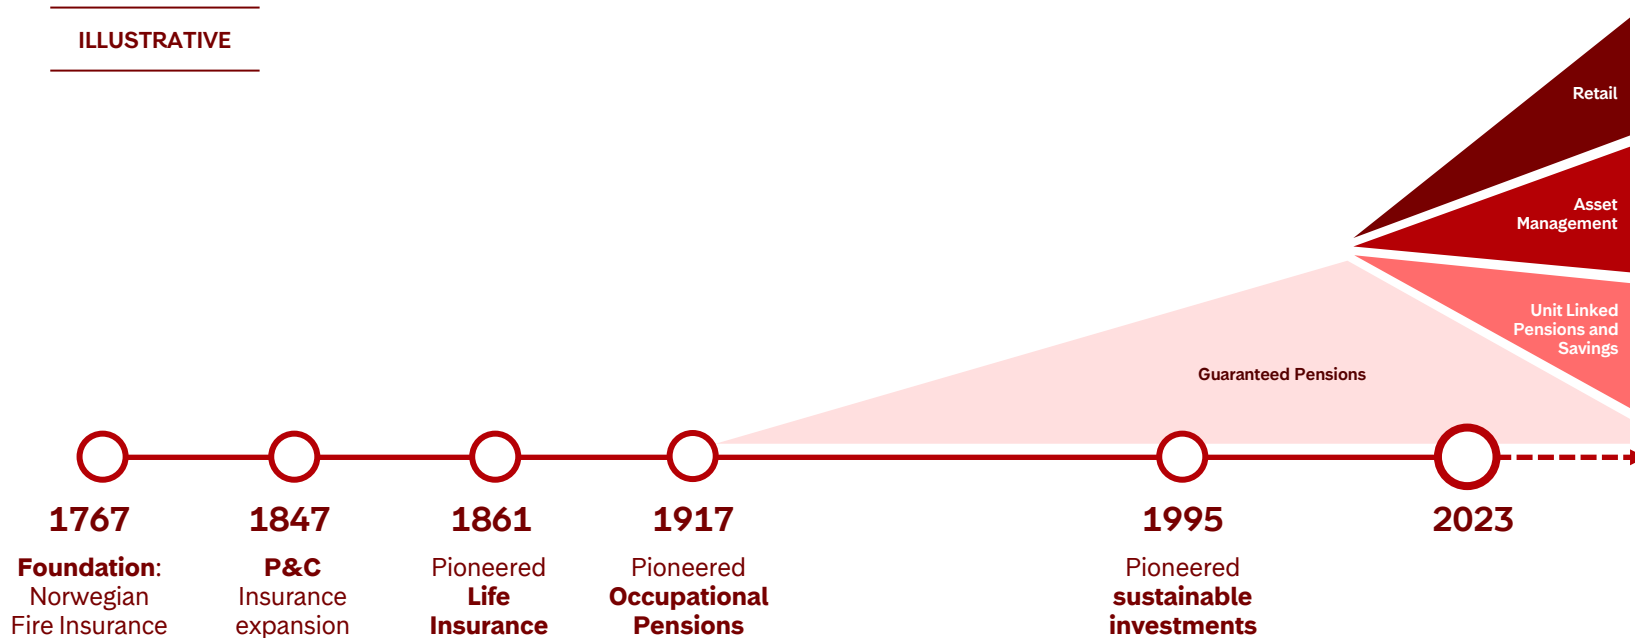 ILLUSTRATIVE
Retail
Asset
Management
Unit Linked
Pensions and
Savings
Guaranteed Pensions
1767
Foundation:
Norwegian
Fire Insurance
1847
P&C
Insurance
expansion
1861
Pioneered
Life
Insurance
1917
Pioneered
Occupational
Pensions
1995
Pioneered
sustainable
investments
2023